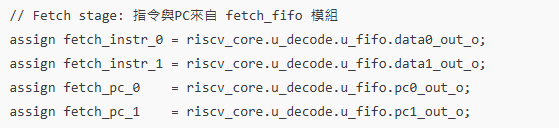 // Fetch stage: 指令與PC來自 fetch_fifo 模組
assign fetch_instr_0 = riscv_core.u_decode.u_fifo.data0_out_o;
assign fetch_instr_1 = riscv_core.u_decode.u_fifo.data1_out_o;
assign fetch_pc_0    = riscv_core.u_decode.u_fifo.pc0_out_o;
assign fetch_pc_1    = riscv_core.u_decode.u_fifo.pc1_out_o;